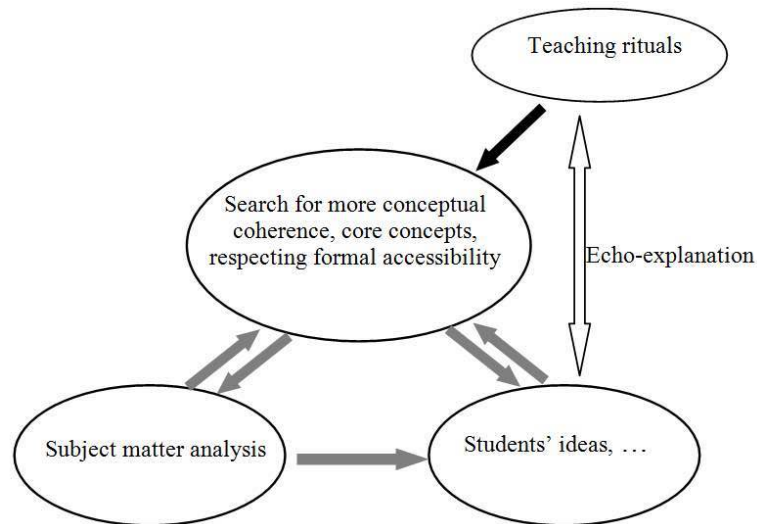 Teaching rituals
Search for more conceptual
coherence, core concepts,
respecting formal accessibility
Echo-explanation
Subject matter analysis
Students’ ideas, …